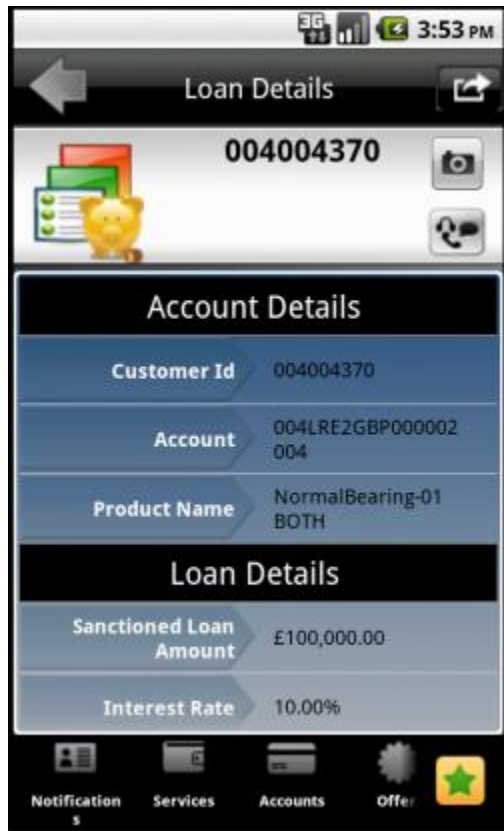 3G
3:53 PM
Loan Details
004004370
Account Details
Customer Id
004004370
Account
004LRE2GBP000002
004
Product Name
NormalBearing-01
BOTH
Loan Details
Sanctioned Loan
Amount
£100,000.00
Interest Rate
10.00%
Notification
s
Services
Accounts
Offer